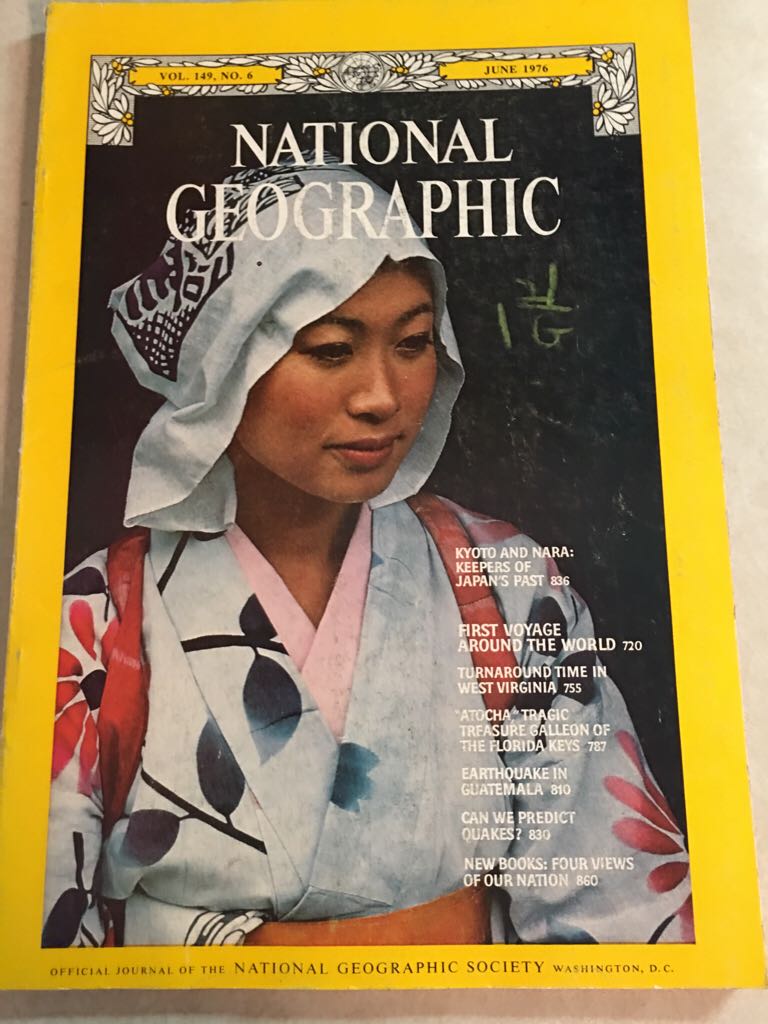 VOL. 149, NO. 6
JUNE 1976
NATIONAL
GEOGRAPHIC
KYOTO AND NARA:
KEEPERS OF
JAPAN'S PAST 836
FIRST VOYAGE
AROUND THE WORLD 720
TURNAROUND TIME IN
WEST VIRGINIA 755
"ATOCHA," TRAGIC
TREASURE GALLEON OF
THE FLORIDA KEYS 787
EARTHQUAKE IN
GUATEMALA 810
CAN WE PREDICT
QUAKES? 830
NEW BOOKS: FOUR VIEWS
OF OUR NATION 860
OFFICIAL JOURNAL OF THE NATIONAL GEOGRAPHIC SOCIETY WASHINGTON, D.C.